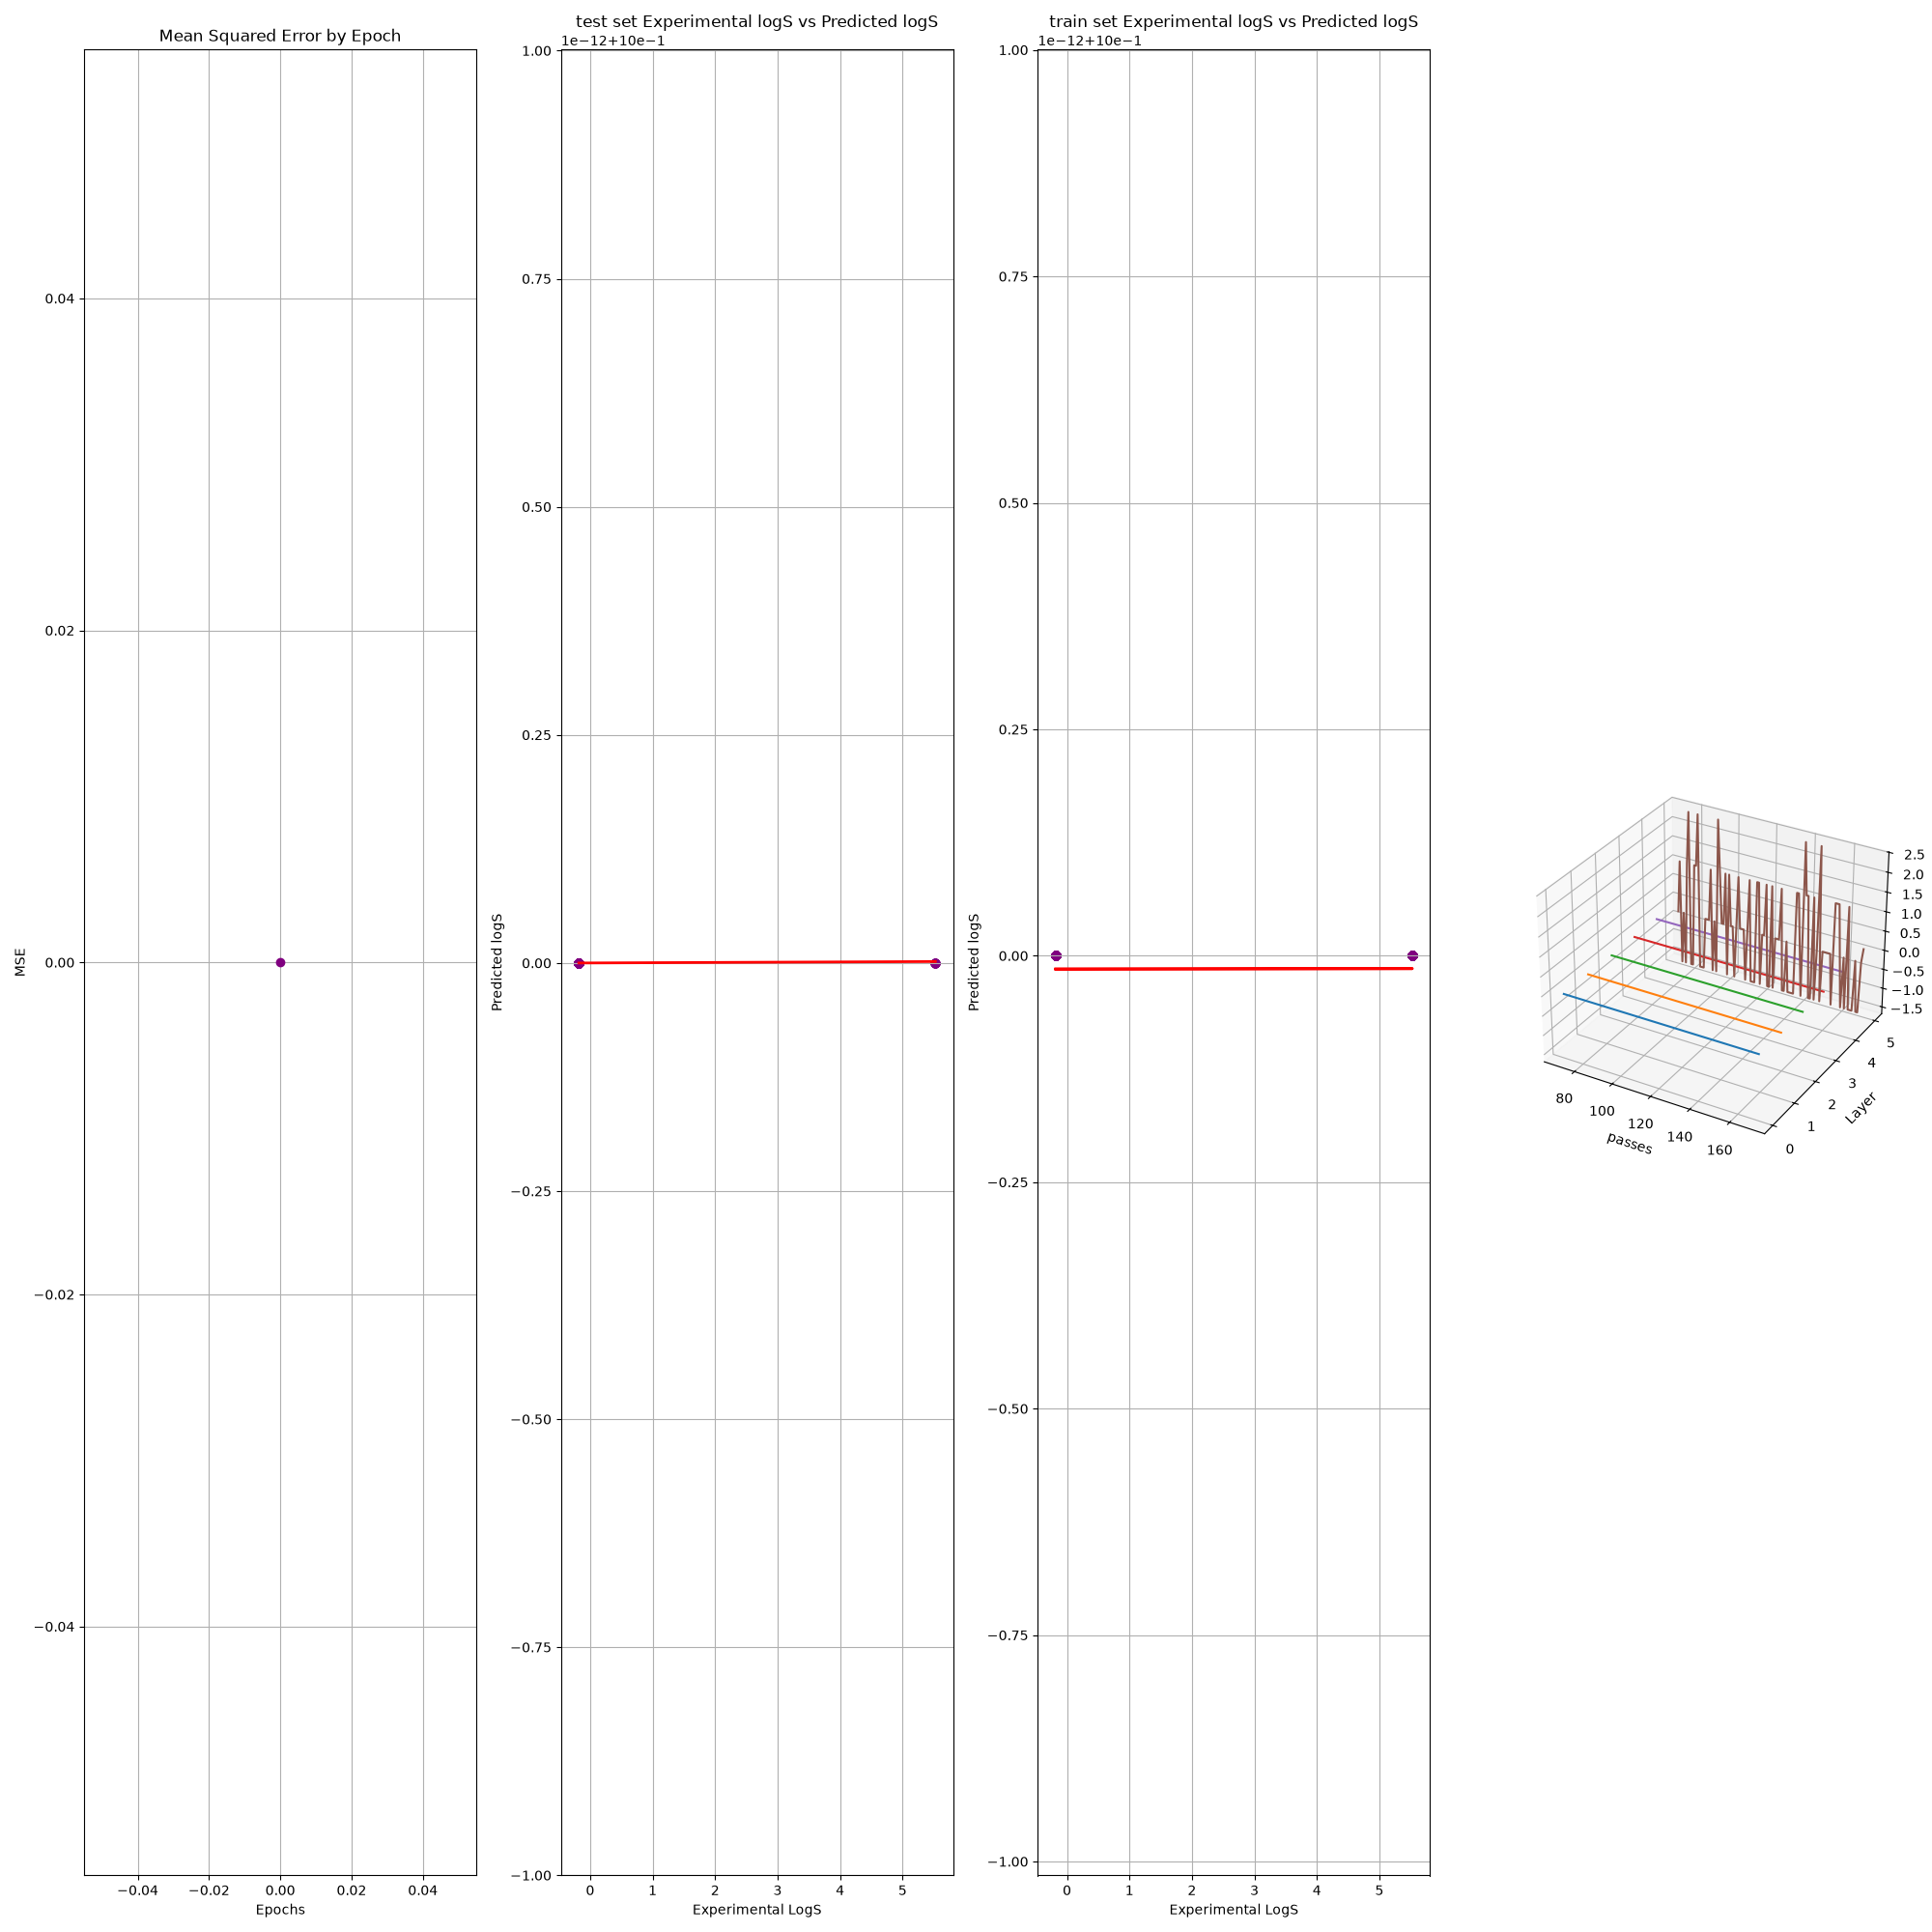 Mean Squared Error by Epoch
0.04
0.02
0.00
−0.02
−0.04
MSE
−0.04 −0.02 0.00 0.02 0.04
Epochs
test set Experimental logS vs Predicted logS
1e−12+10e−1
1.00
0.75
0.50
0.25
0.00
−0.25
−0.50
−0.75
−1.00
Predicted logS
0 1 2 3 4 5
Experimental LogS
train set Experimental logS vs Predicted logS
1e−12+10e−1
1.00
0.75
0.50
0.25
0.00
−0.25
−0.50
−0.75
−1.00
Predicted logS
0 1 2 3 4 5
Experimental LogS
2.5
2.0
1.5
1.0
0.5
0.0
−0.5
−1.0
−1.5
80 100 120 140 160
passes
0 1 2 3 4 5
Layer